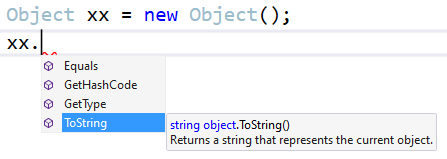 Object xx = new Object();
xx.
Equals
GetHashCode
GetType
ToString
string object.ToString()
Returns a string that represents the current object.